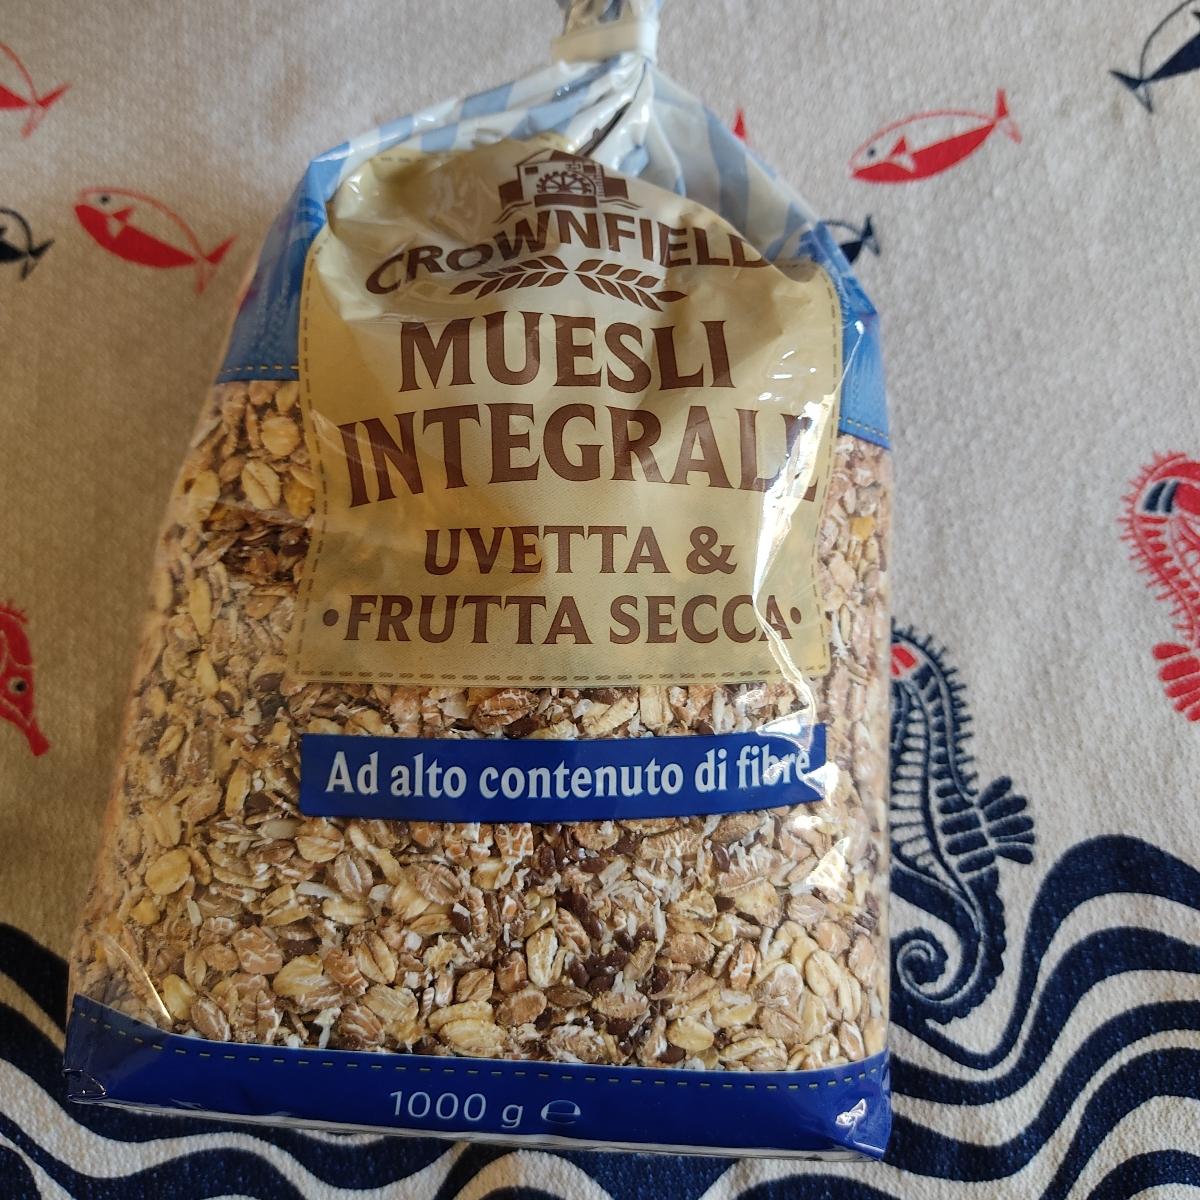 CROWNFIELD
MUESLI
INTEGRALE
UVETTA &
•FRUTTA SECCA•
Ad alto contenuto di fibre
1000 g ℮